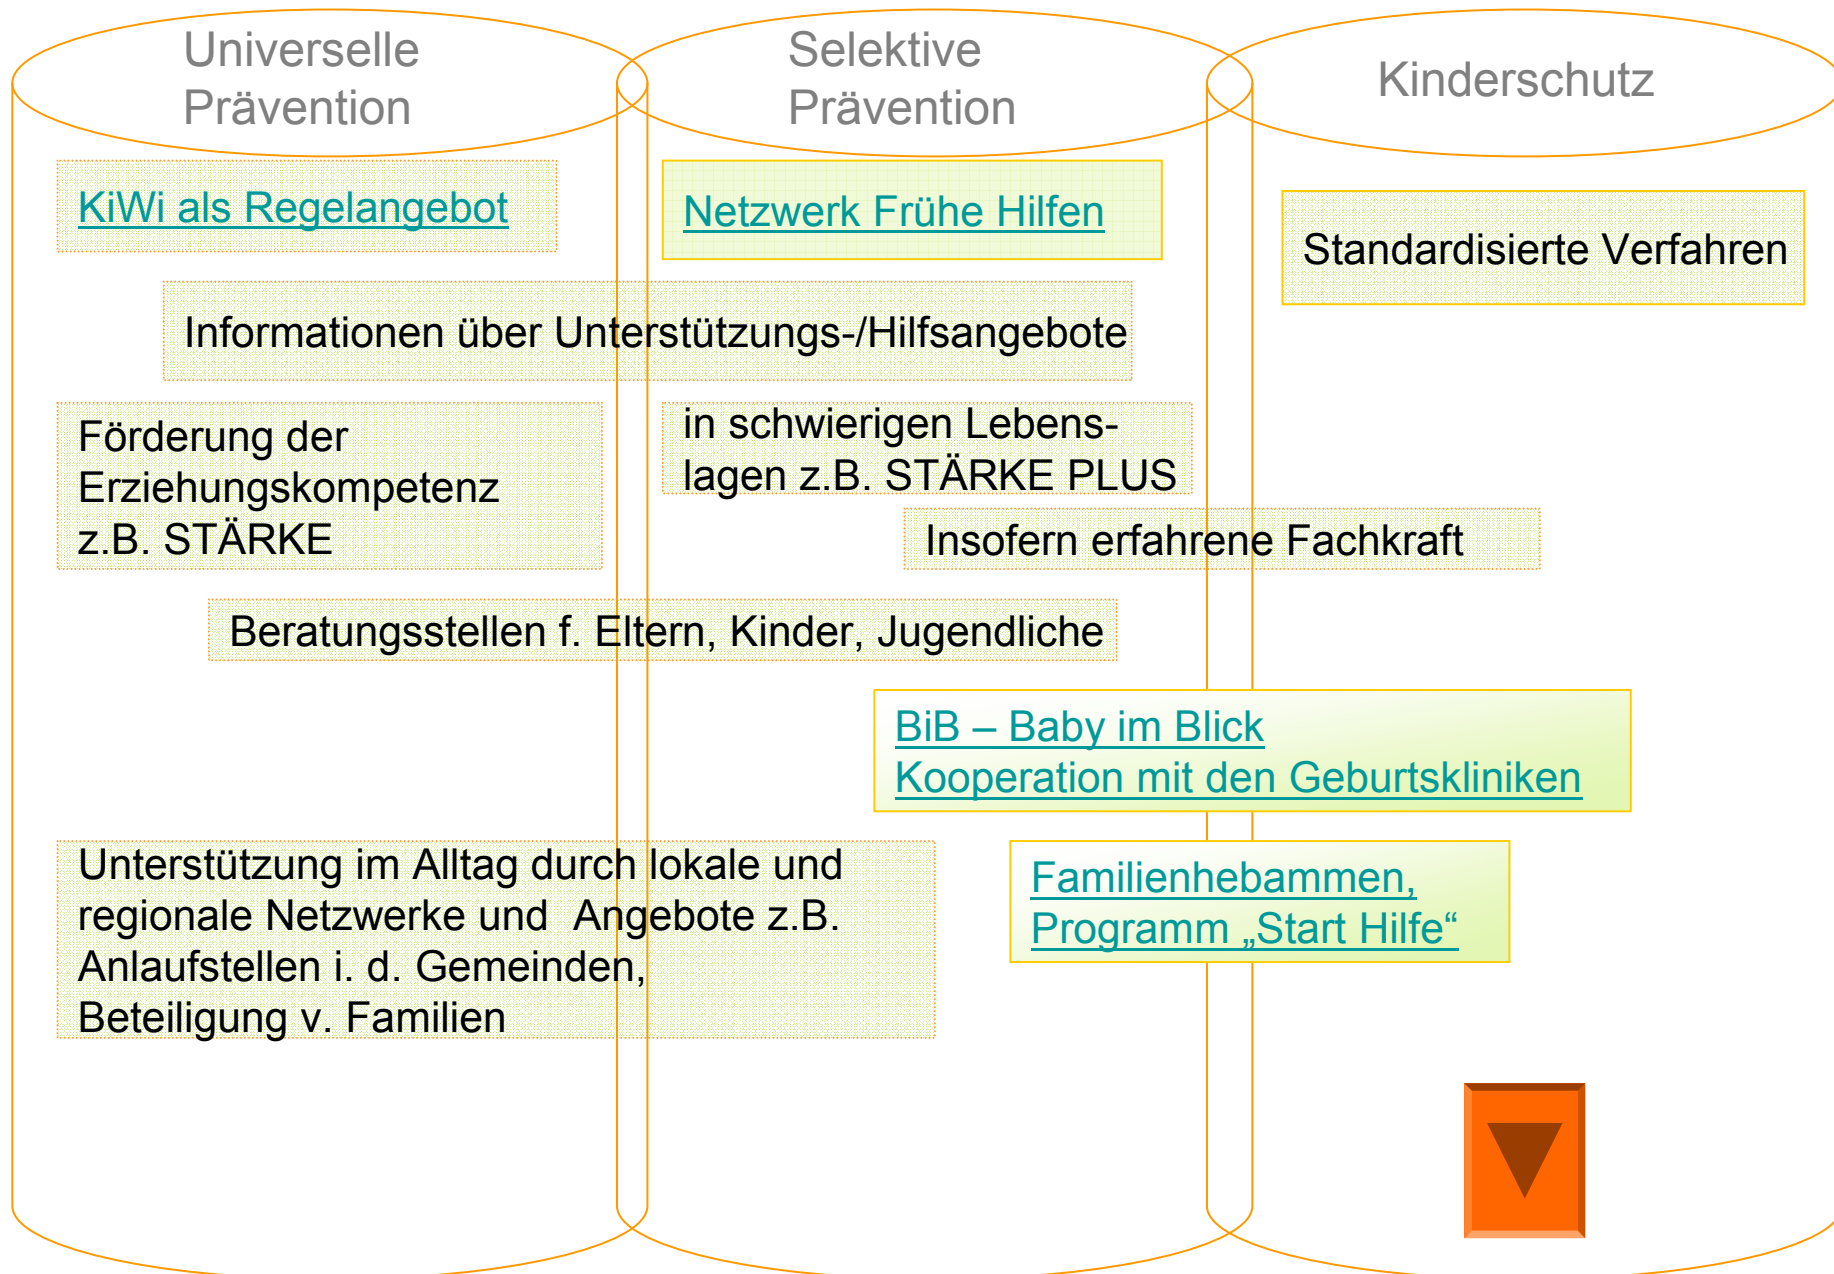 Universelle
Prävention
Selektive
Prävention
Kinderschutz
KiWi als Regelangebot
Netzwerk Frühe Hilfen
Standardisierte Verfahren
Informationen über Unterstützungs-/Hilfsangebote
Förderung der
Erziehungskompetenz
z.B. STÄRKE
in schwierigen Lebens-
lagen z.B. STÄRKE PLUS
Insofern erfahrene Fachkraft
Beratungsstellen f. Eltern, Kinder, Jugendliche
BiB – Baby im Blick
Kooperation mit den Geburtskliniken
Unterstützung im Alltag durch lokale und
regionale Netzwerke und  Angebote z.B.
Anlaufstellen i. d. Gemeinden,
Beteiligung v. Familien
Familienhebammen,
Programm „Start Hilfe“